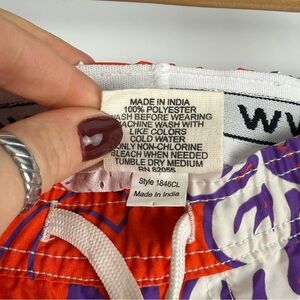 MADE IN INDIA
100% POLYESTER
WASH BEFORE WEARING
MACHINE WASH WITH
LIKE COLORS
COLD WATER
ONLY NON-CHLORINE
BLEACH WHEN NEEDED
TUMBLE DRY MEDIUM
RN 82055
Style 1846CL
Made In India
WV